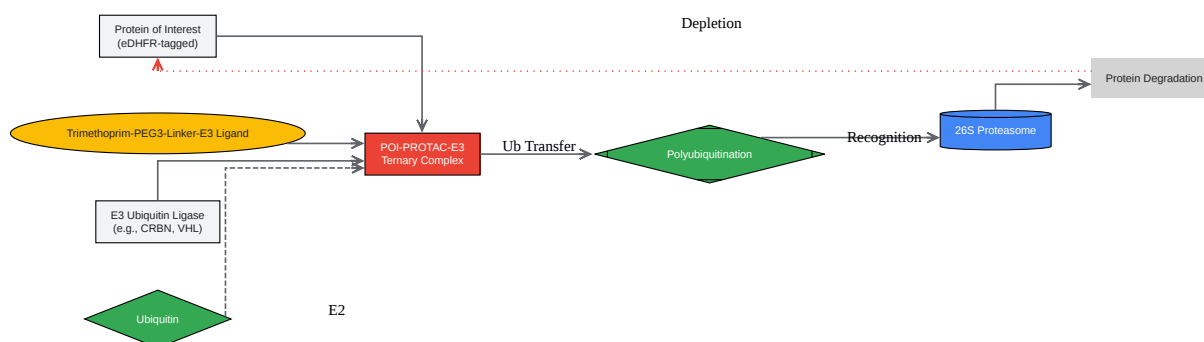 Depletion
Protein of Interest
(eDHFR-tagged)
Protein Degradation
Trimethoprim-PEG3-Linker-E3 Ligand
POI-PROTAC-E3
Ternary Complex
Ub Transfer
Polyubiquitination
Recognition
26S Proteasome
E3 Ubiquitin Ligase
(e.g., CRBN, VHL)
E2
Ubiquitin